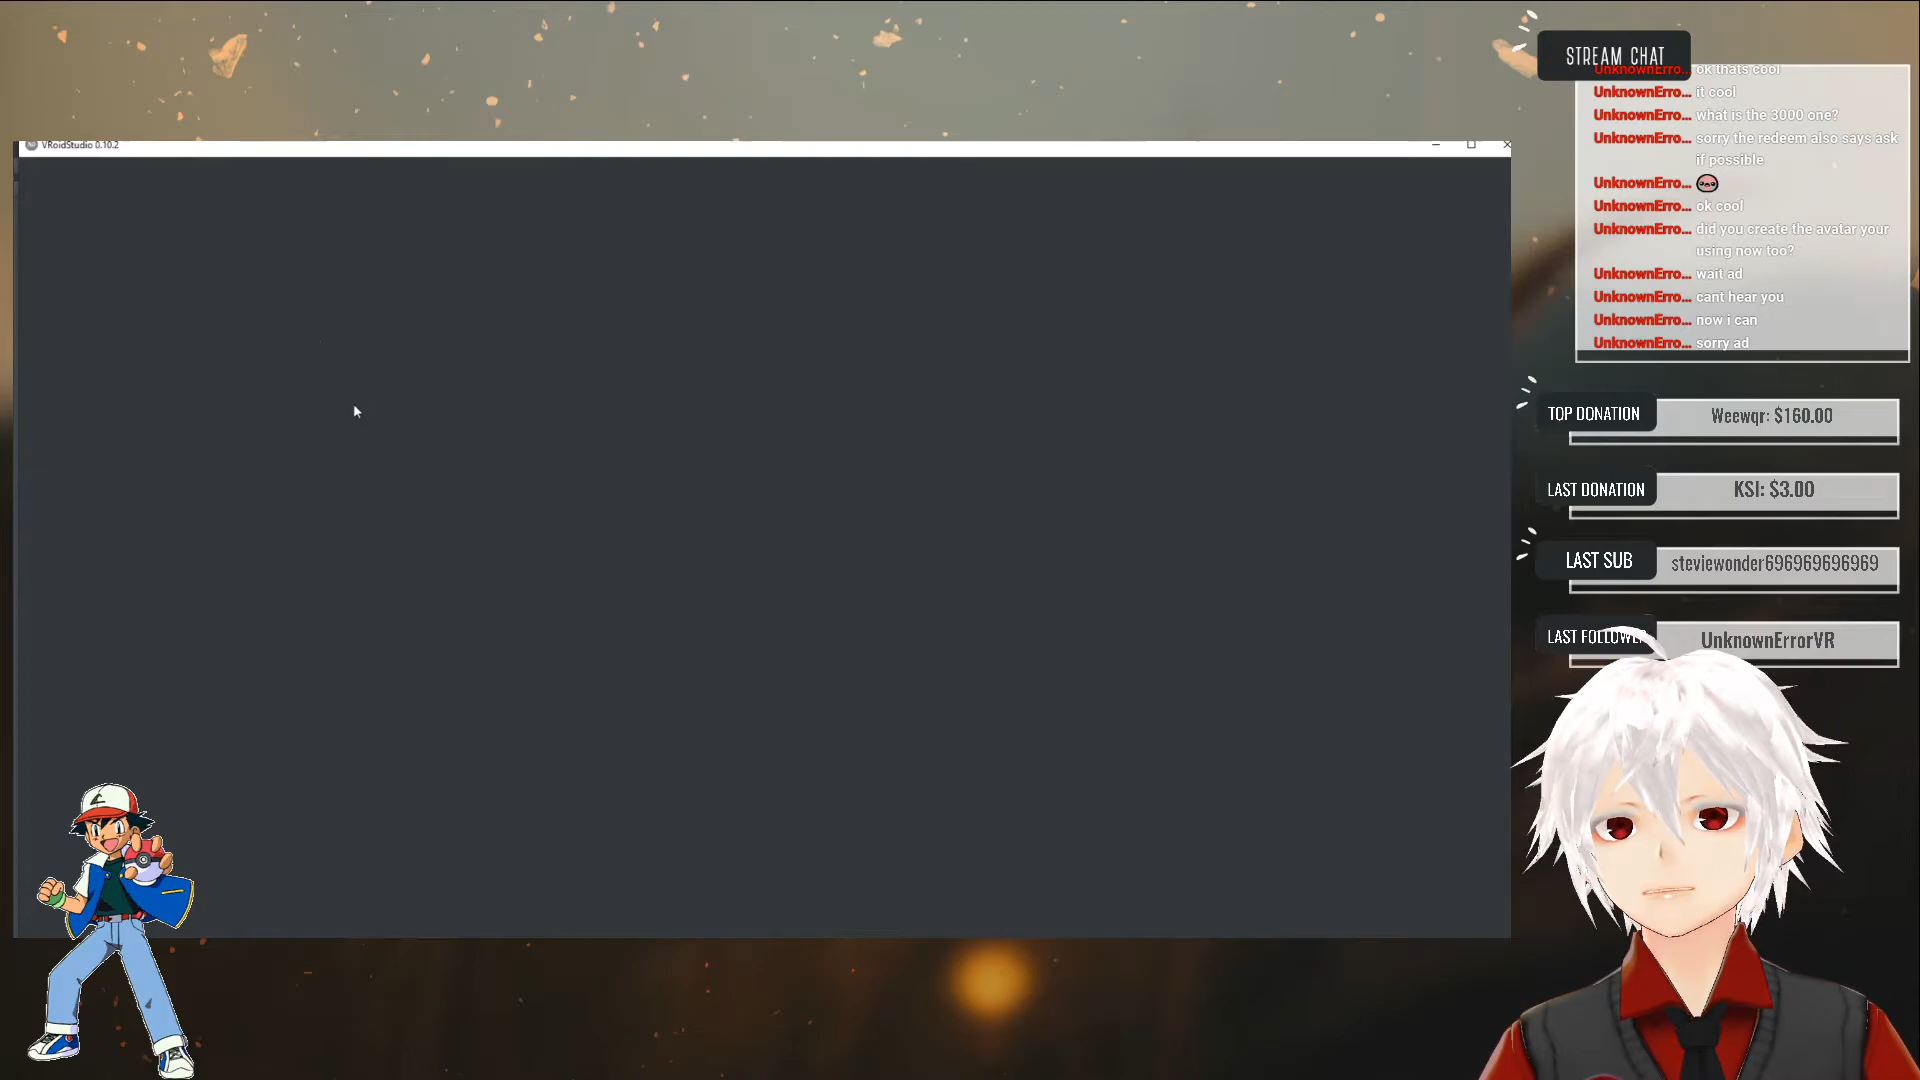 VRoidStudio 0.10.2
STREAM CHAT
UnknownErro... ok thats cool
UnknownErro... it cool
UnknownErro... what is the 3000 one?
UnknownErro... sorry the redeem also says ask
if possible
UnknownErro...
UnknownErro... ok cool
UnknownErro... did you create the avatar your
using now too?
UnknownErro... wait ad
UnknownErro... cant hear you
UnknownErro... now i can
UnknownErro... sorry ad
TOP DONATION Weewqr: $160.00
LAST DONATION KSI: $3.00
LAST SUB steviewonder696969696969
LAST FOLLOWER UnknownErrorVR